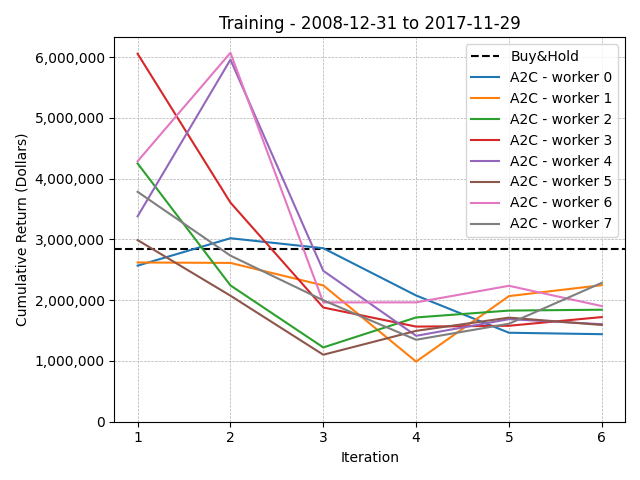 Training - 2008-12-31 to 2017-11-29
Cumulative Return (Dollars)
6,000,000
5,000,000
4,000,000
3,000,000
2,000,000
1,000,000
0
Buy&Hold
A2C - worker 0
A2C - worker 1
A2C - worker 2
A2C - worker 3
A2C - worker 4
A2C - worker 5
A2C - worker 6
A2C - worker 7
1 2 3 4 5 6
Iteration